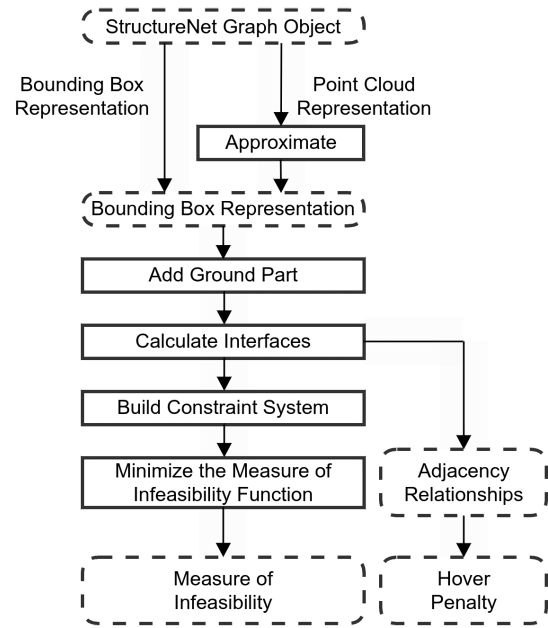 StructureNet Graph Object
Bounding Box
Representation
Point Cloud
Representation
Approximate
Bounding Box Representation
Add Ground Part
Calculate Interfaces
Build Constraint System
Minimize the Measure of
Infeasibility Function
Adjacency
Relationships
Measure of
Infeasibility
Hover
Penalty